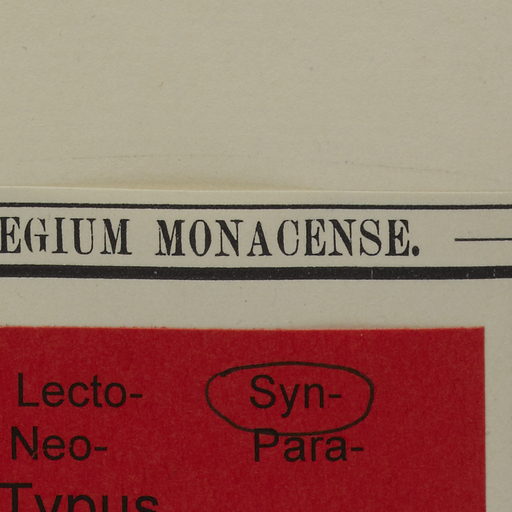 EGIUM MONACENSE.
Lecto- Syn-
Neo- Para-
Typus